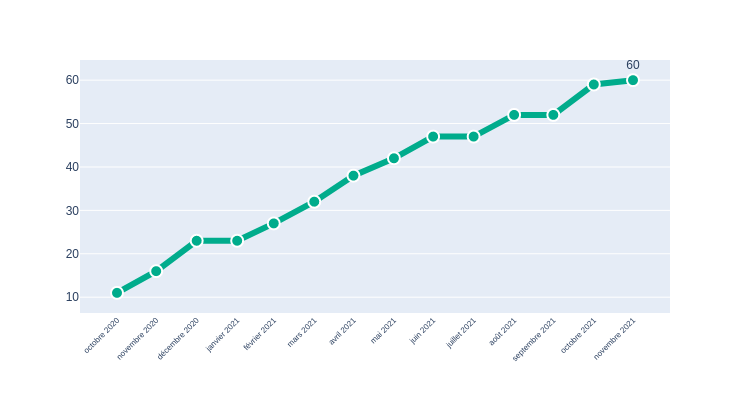 60
60
50
40
30
20
10
octobre 2020
novembre 2020
décembre 2020
janvier 2021
février 2021
mars 2021
avril 2021
mai 2021
juin 2021
juillet 2021
août 2021
septembre 2021
octobre 2021
novembre 2021